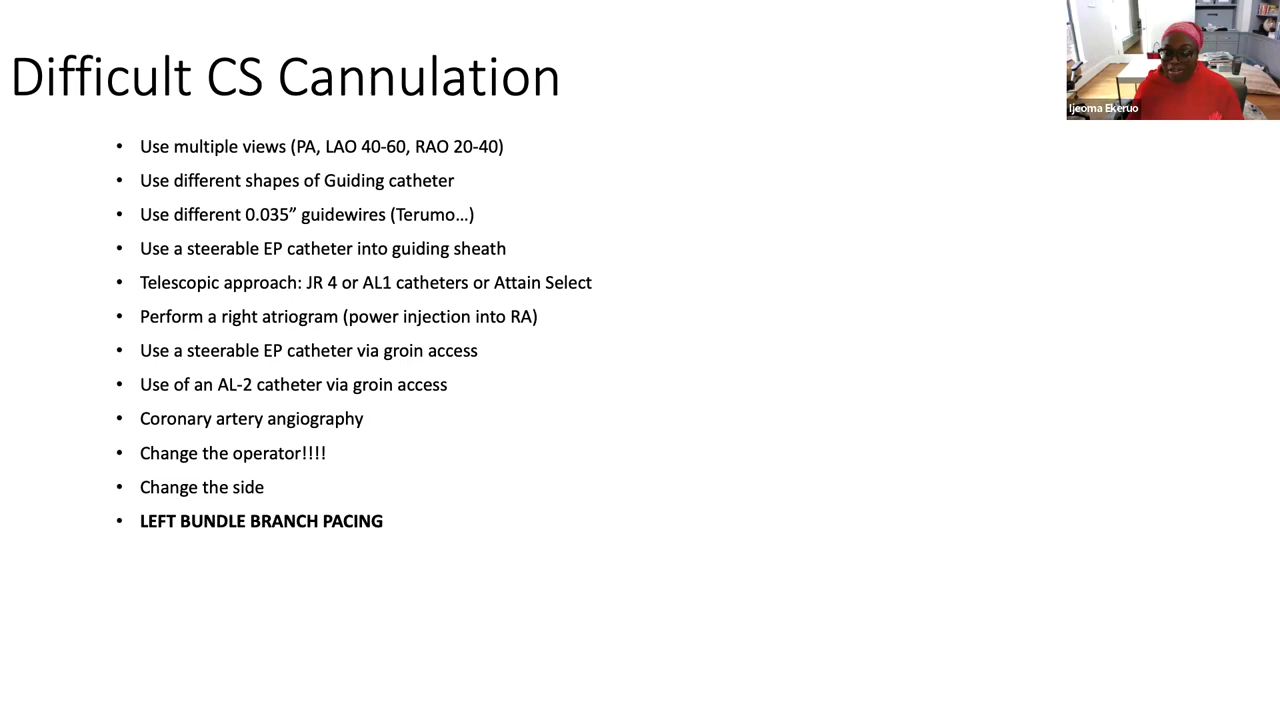 Difficult CS Cannulation
Ijeoma Ekeruo
• Use multiple views (PA, LAO 40-60, RAO 20-40)
• Use different shapes of Guiding catheter
• Use different 0.035” guidewires (Terumo…)
• Use a steerable EP catheter into guiding sheath
• Telescopic approach: JR 4 or AL1 catheters or Attain Select
• Perform a right atriogram (power injection into RA)
• Use a steerable EP catheter via groin access
• Use of an AL-2 catheter via groin access
• Coronary artery angiography
• Change the operator!!!!
• Change the side
• LEFT BUNDLE BRANCH PACING